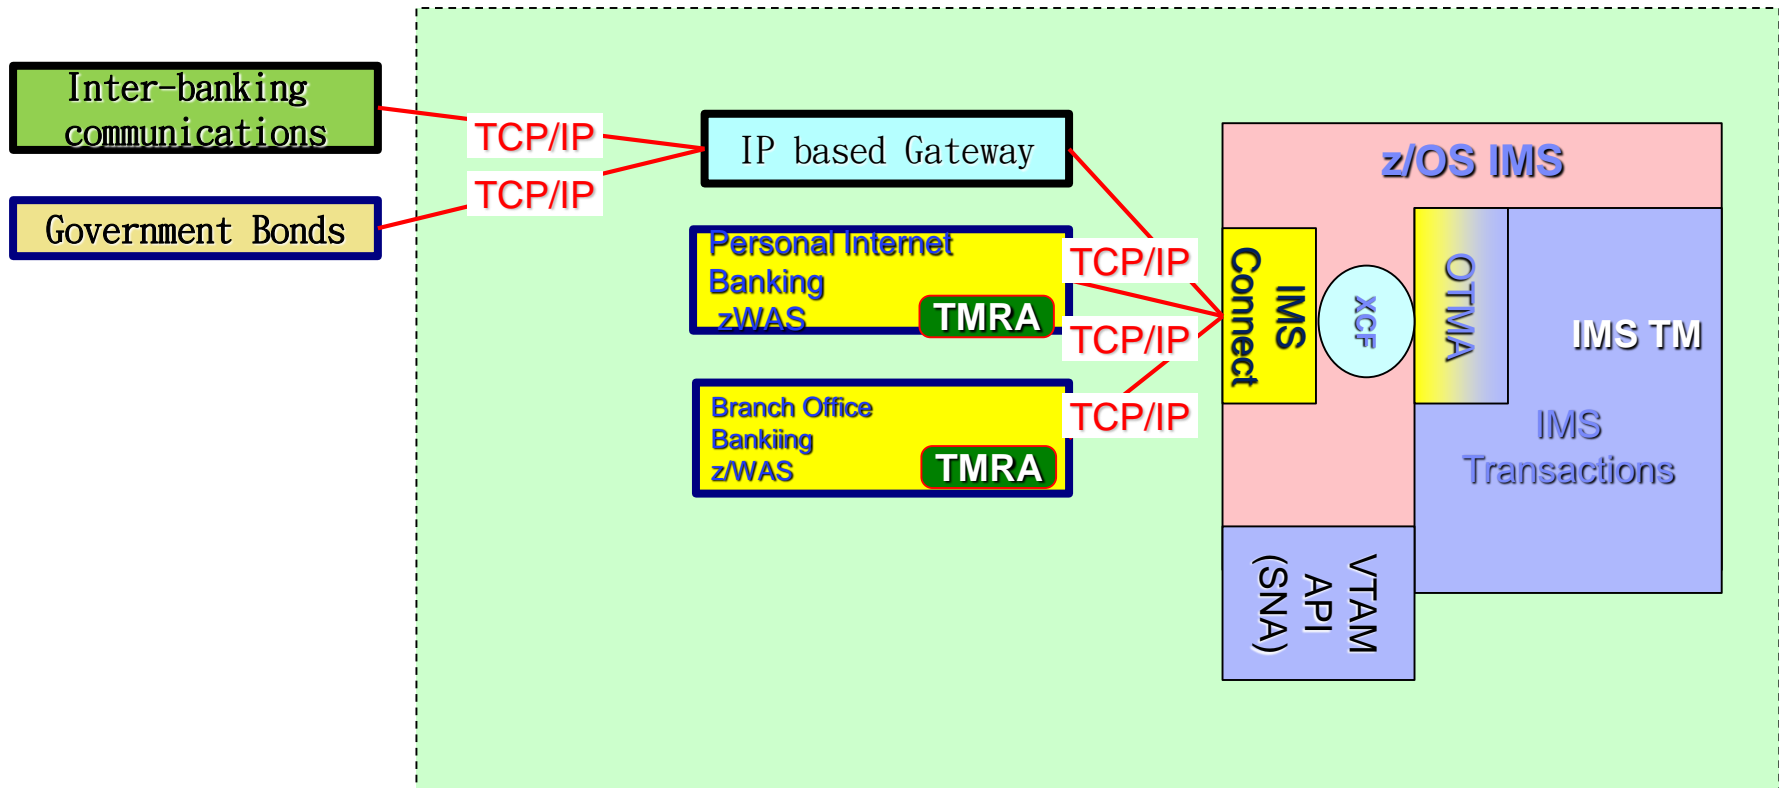 Inter-banking
communications
TCP/IP
IP based Gateway
TCP/IP
Government Bonds
Personal Internet
Banking
zWAS
TMRA
TCP/IP
TCP/IP
Branch Office
Bankiing
z/WAS
TMRA
TCP/IP
z/OS IMS
IMS
Connect
XCF
OTMA
IMS TM
IMS
Transactions
VTAM
API
(SNA)